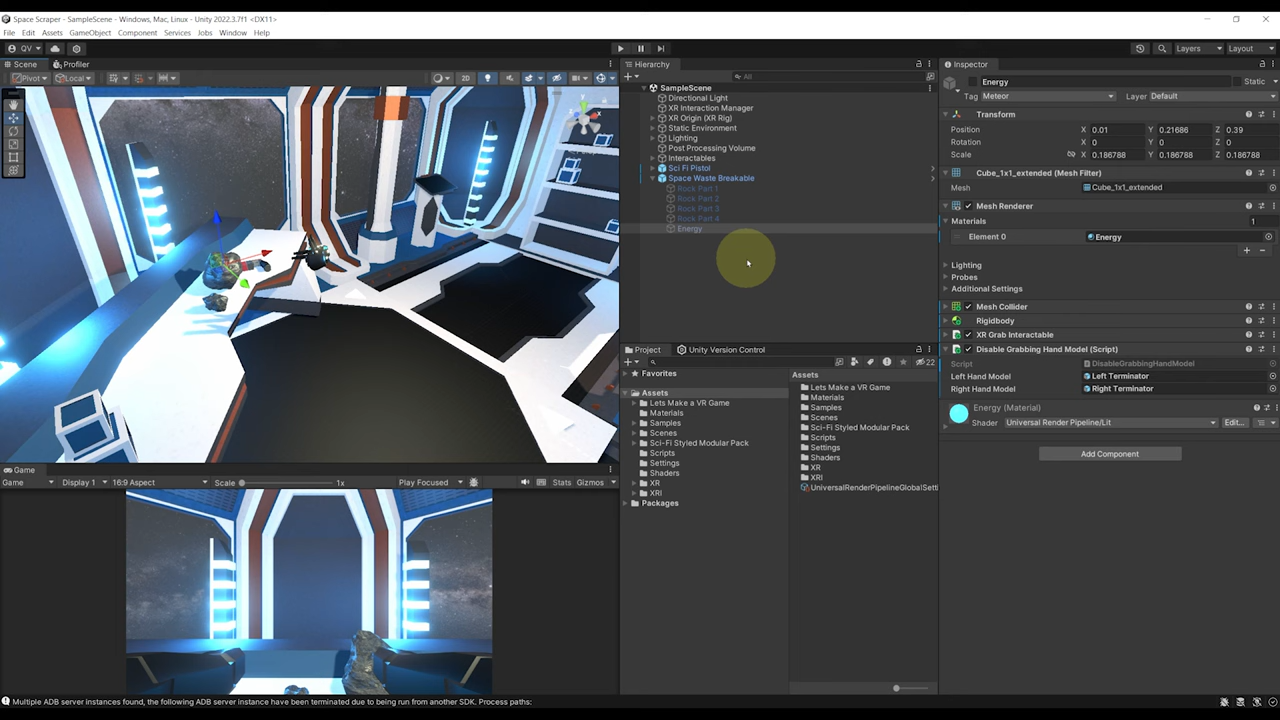 Space Scraper - SampleScene - Windows, Mac, Linux - Unity 2022.3.7f1 <DX11>
File Edit Assets GameObject Component Services Jobs Window Help
QV Layers Layout
Scene Profiler
Pivot Local 2D
Hierarchy
All
SampleScene
Directional Light
XR Interaction Manager
XR Origin (XR Rig)
Static Environment
Lighting
Post Processing Volume
Interactables
Sci Fi Pistol
Space Waste Breakable
Rock Part 1
Rock Part 2
Rock Part 3
Rock Part 4
Energy
Inspector
Energy Static
Tag Meteor Layer Default
Transform
Position X 0.01 Y 0.21686 Z 0.39
Rotation X 0 Y 0 Z 0
Scale X 0.186788 Y 0.186788 Z 0.186788
Cube_1x1_extended (Mesh Filter)
Mesh Cube_1x1_extended
Mesh Renderer
Materials 1
Element 0 Energy
Lighting
Probes
Additional Settings
Mesh Collider
Rigidbody
XR Grab Interactable
Disable Grabbing Hand Model (Script)
Script DisableGrabbingHandModel
Left Hand Model Left Terminator
Right Hand Model Right Terminator
Energy (Material)
Shader Universal Render Pipeline/Lit Edit...
Add Component
Project Unity Version Control
22
Favorites
Assets
Lets Make a VR Game
Materials
Samples
Scenes
Sci-Fi Styled Modular Pack
Scripts
Settings
Shaders
XR
XRI
Packages
Assets
Lets Make a VR Game
Materials
Samples
Scenes
Sci-Fi Styled Modular Pack
Scripts
Settings
Shaders
XR
XRI
UniversalRenderPipelineGlobalSetti
Game
Game Display 1 16:9 Aspect Scale 1x Play Focused Stats Gizmos
Multiple ADB server instances found, the following ADB server instance have been terminated due to being run from another SDK. Process paths: